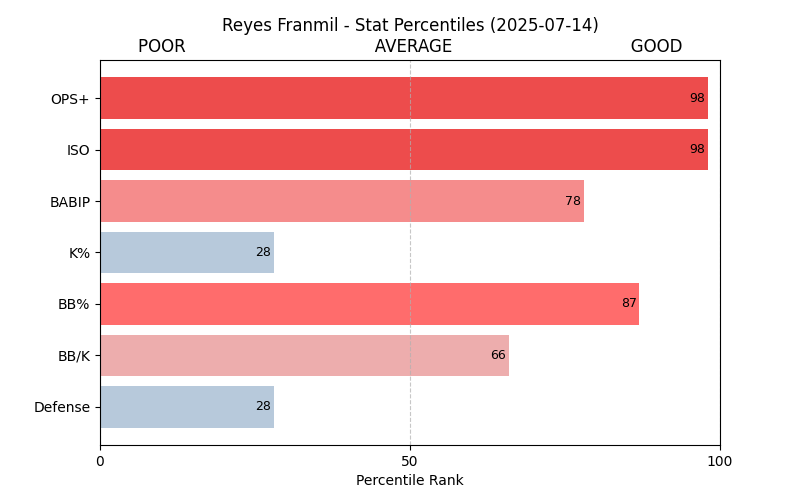 Reyes Franmil - Stat Percentiles (2025-07-14)
POOR AVERAGE GOOD
OPS+ 98
ISO 98
BABIP 78
K% 28
BB% 87
BB/K 66
Defense 28
0 50 100
Percentile Rank